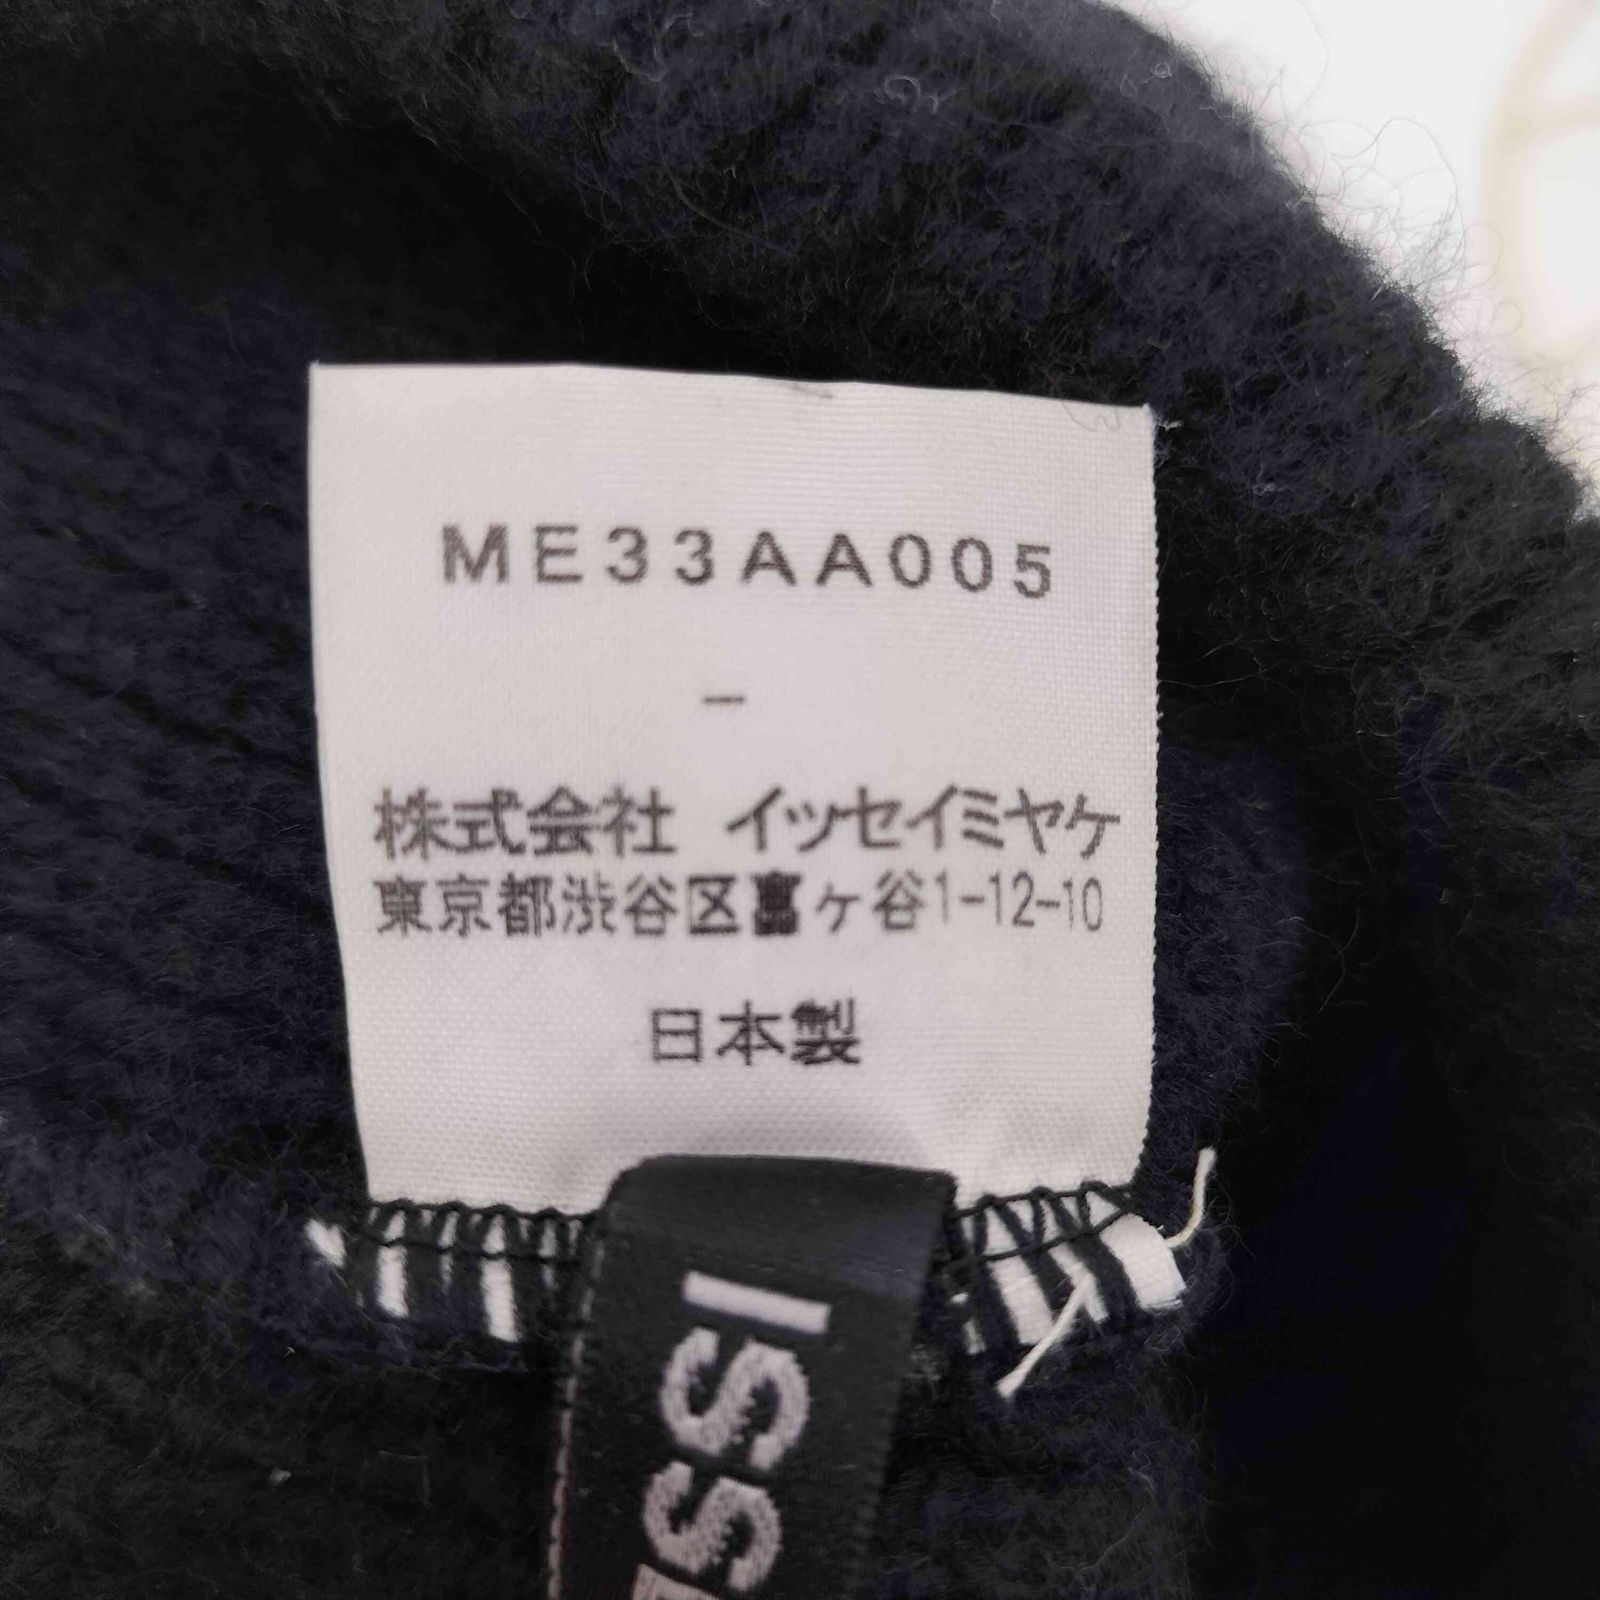 ME33AA005
−
株式会社 イッセイミヤケ
東京都渋谷区富ヶ谷1-12-10
日本製
ISS